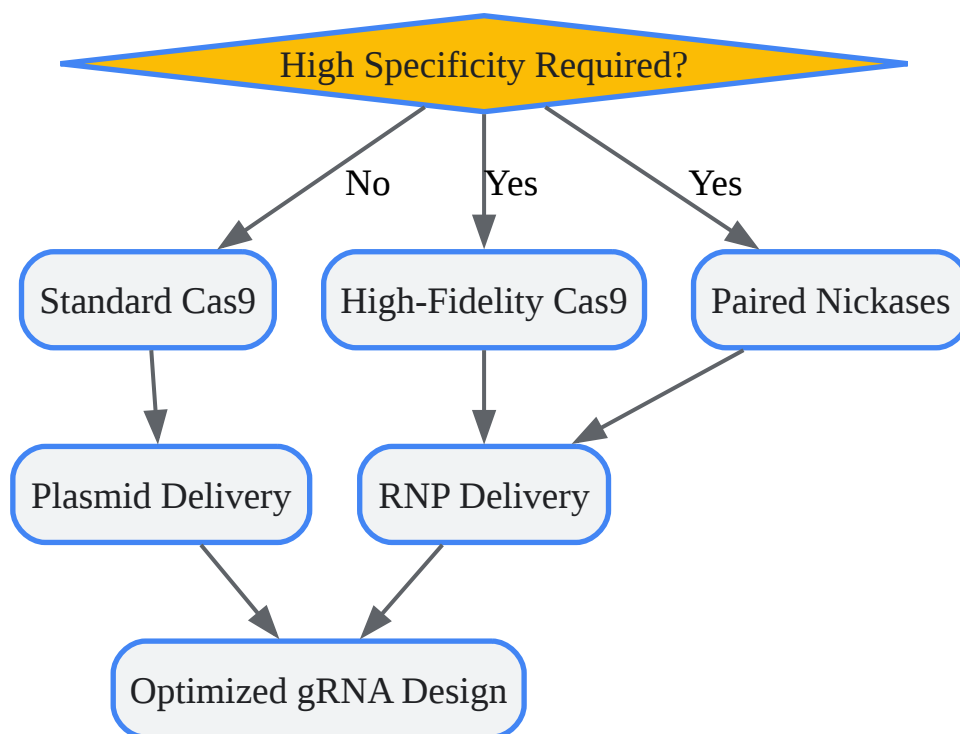 High Specificity Required?
No
Yes
Yes
Standard Cas9
High-Fidelity Cas9
Paired Nickases
Plasmid Delivery
RNP Delivery
Optimized gRNA Design